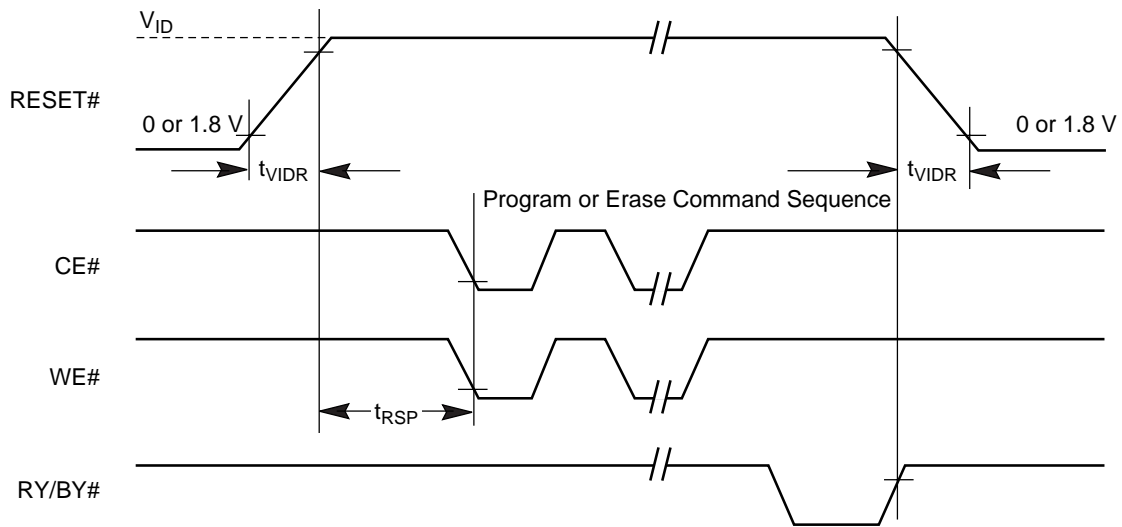 VID
RESET#
0 or 1.8 V
0 or 1.8 V
tVIDR
tVIDR
Program or Erase Command Sequence
CE#
WE#
tRSP
RY/BY#